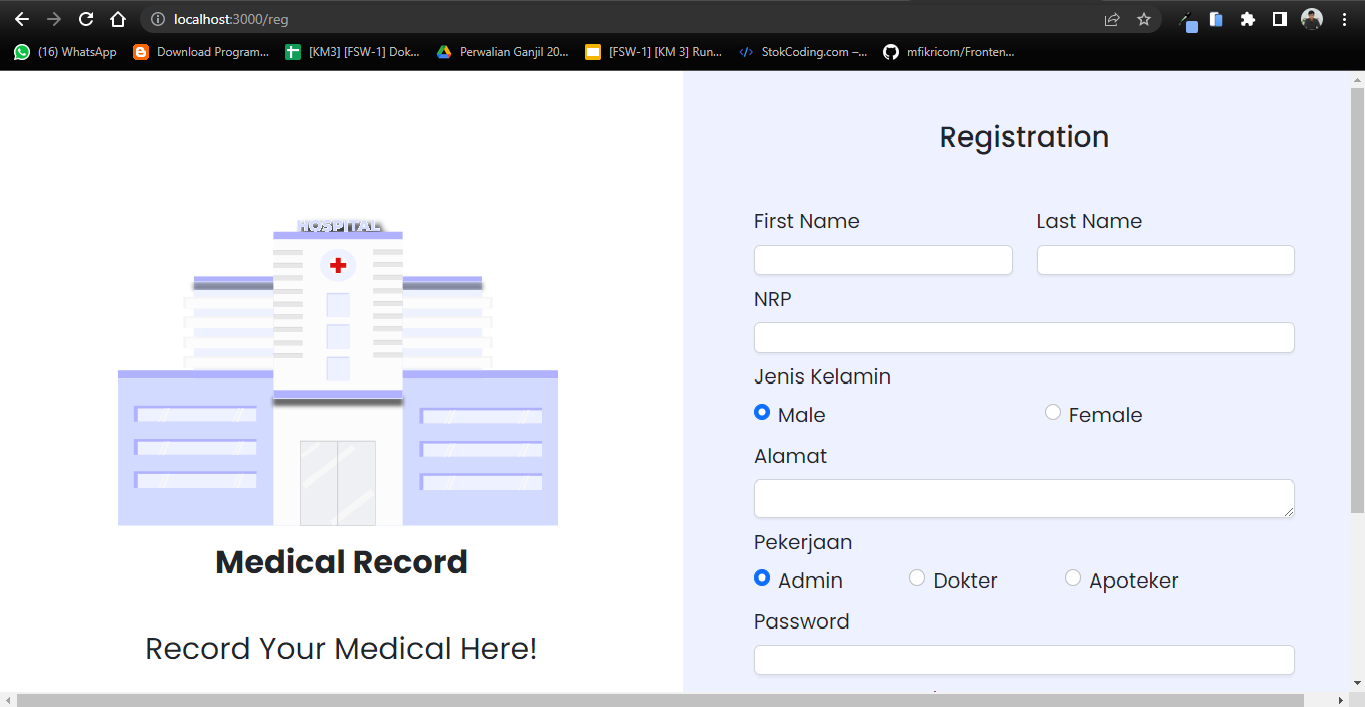 localhost:3000/reg
(16) WhatsApp
Download Program...
[KM3] [FSW-1] Dok...
Perwalian Ganjil 20...
[FSW-1] [KM 3] Run...
StokCoding.com –...
mfikricom/Fronten...
HOSPITAL
Medical Record
Record Your Medical Here!
Registration
First Name
Last Name
NRP
Jenis Kelamin
Male
Female
Alamat
Pekerjaan
Admin
Dokter
Apoteker
Password